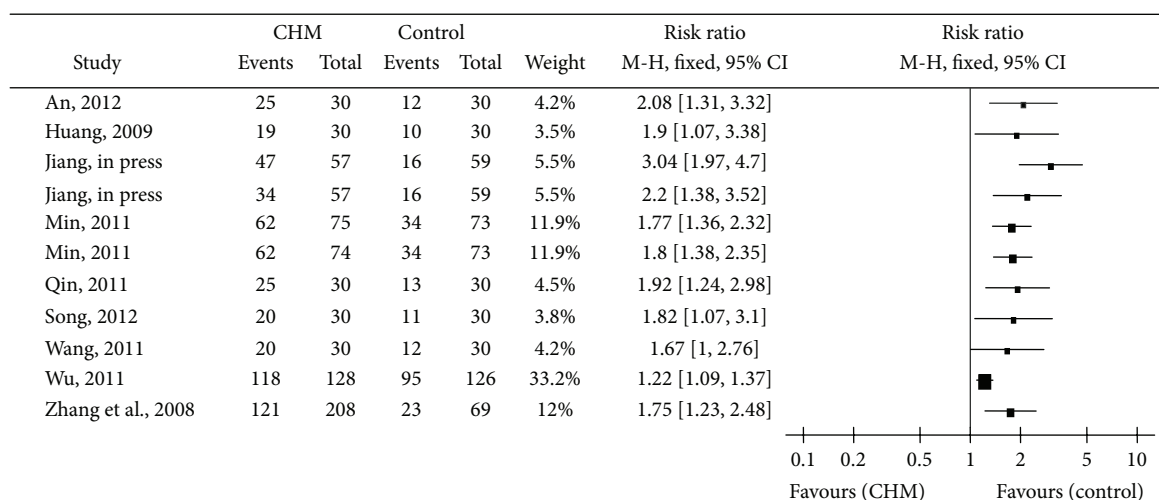 CHM Control Risk ratio Risk ratio
Study Events Total Events Total Weight M-H, fixed, 95% CI M-H, fixed, 95% CI
An, 2012 25 30 12 30 4.2% 2.08 [1.31, 3.32]
Huang, 2009 19 30 10 30 3.5% 1.9 [1.07, 3.38]
Jiang, in press 47 57 16 59 5.5% 3.04 [1.97, 4.7]
Jiang, in press 34 57 16 59 5.5% 2.2 [1.38, 3.52]
Min, 2011 62 75 34 73 11.9% 1.77 [1.36, 2.32]
Min, 2011 62 74 34 73 11.9% 1.8 [1.38, 2.35]
Qin, 2011 25 30 13 30 4.5% 1.92 [1.24, 2.98]
Song, 2012 20 30 11 30 3.8% 1.82 [1.07, 3.1]
Wang, 2011 20 30 12 30 4.2% 1.67 [1, 2.76]
Wu, 2011 118 128 95 126 33.2% 1.22 [1.09, 1.37]
Zhang et al., 2008 121 208 23 69 12% 1.75 [1.23, 2.48]
0.1 0.2 0.5 1 2 5 10
Favours (CHM) Favours (control)